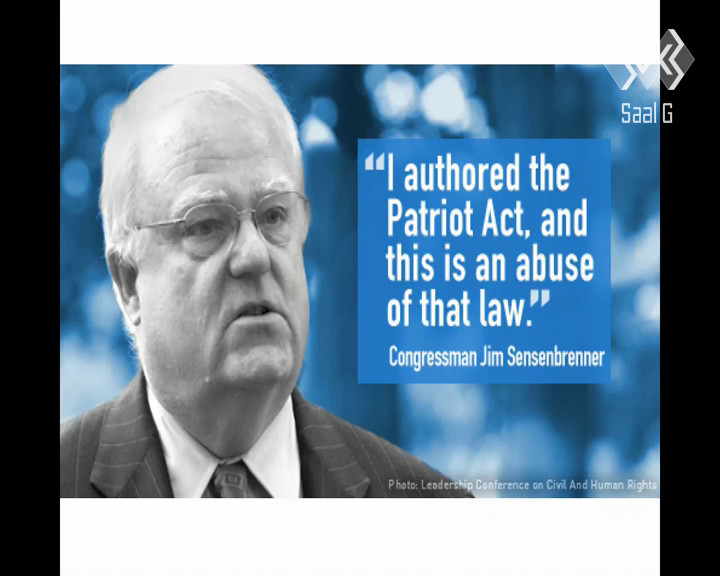 Saal G
“I authored the
Patriot Act, and
this is an abuse
of that law.”
Congressman Jim Sensenbrenner
Photo: Leadership Conference on Civil And Human Rights